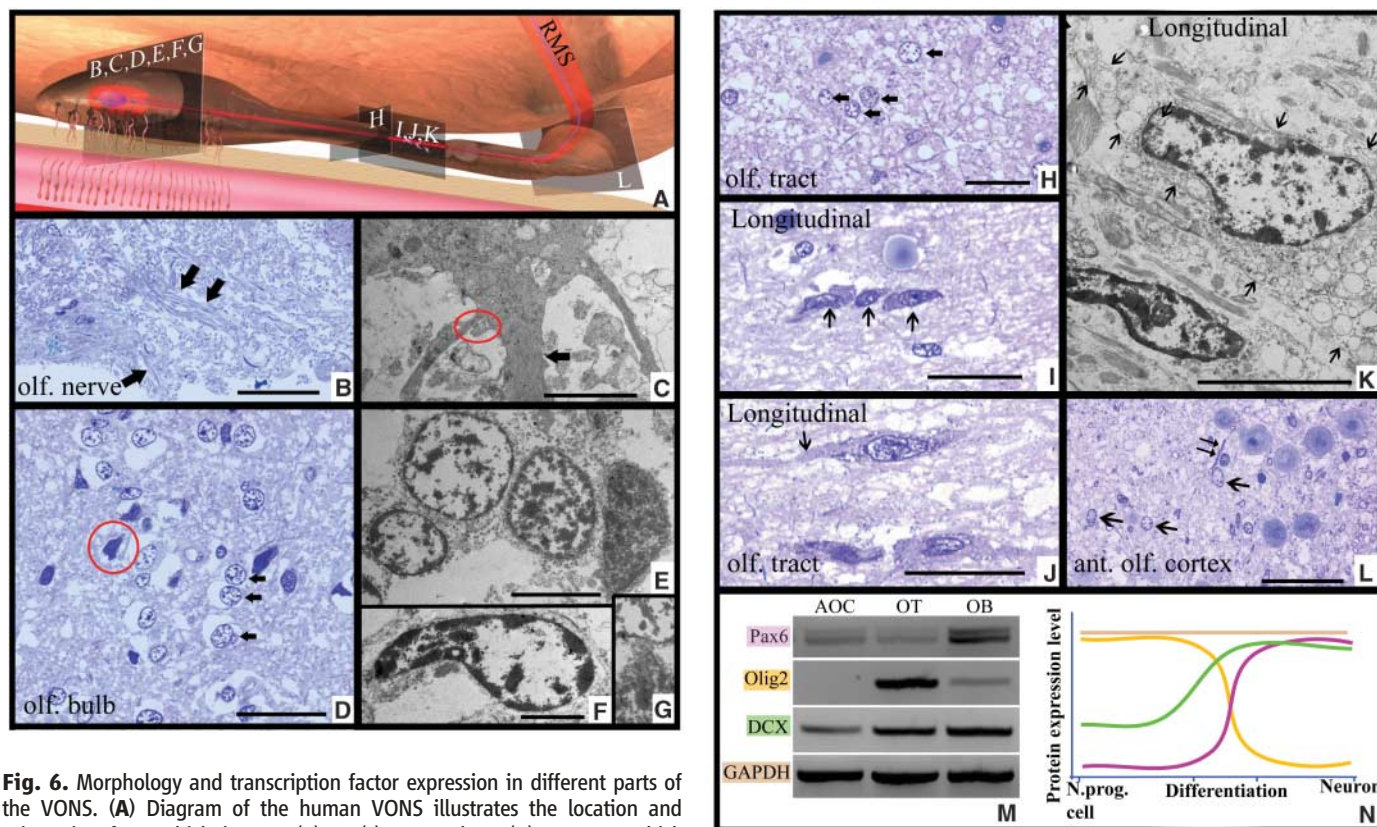 B,C,D,E,F,G
H
I,J,K
L
RMS
A
olf. nerve
B
C
olf. bulb
D
E
F
G
olf. tract
H
Longitudinal
I
Longitudinal
olf. tract
J
Longitudinal
K
ant. olf. cortex
L
AOC OT OB
Pax6
Olig2
DCX
GAPDH
M
Protein expression level
N.prog.
cell
Differentiation
Neuron
N
Fig. 6. Morphology and transcription factor expression in different parts of
the VONS. (A) Diagram of the human VONS illustrates the location and